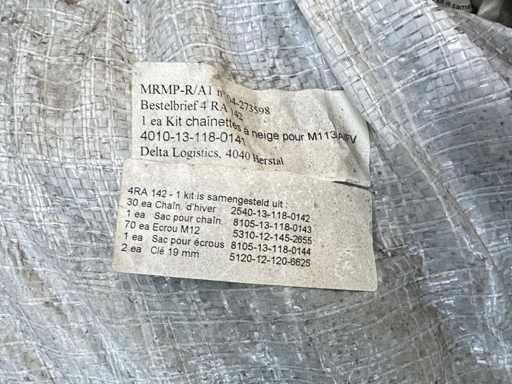 MRMP-R/A1 n° 04-273598
Bestelbrief 4 RA 142
1 ea Kit chaînettes à neige pour M113AIFV
4010-13-118-0141
Delta Logistics, 4040 Herstal
4RA 142 - 1 kit is samengesteld uit :
30 ea Chaîn. d'hiver 2540-13-118-0142
1 ea Sac pour chaîn. 8105-13-118-0143
70 ea Ecrou M12 5310-12-145-2655
1 ea Sac pour écrous 8105-13-118-0144
2 ea Clé 19 mm 5120-12-120-6625